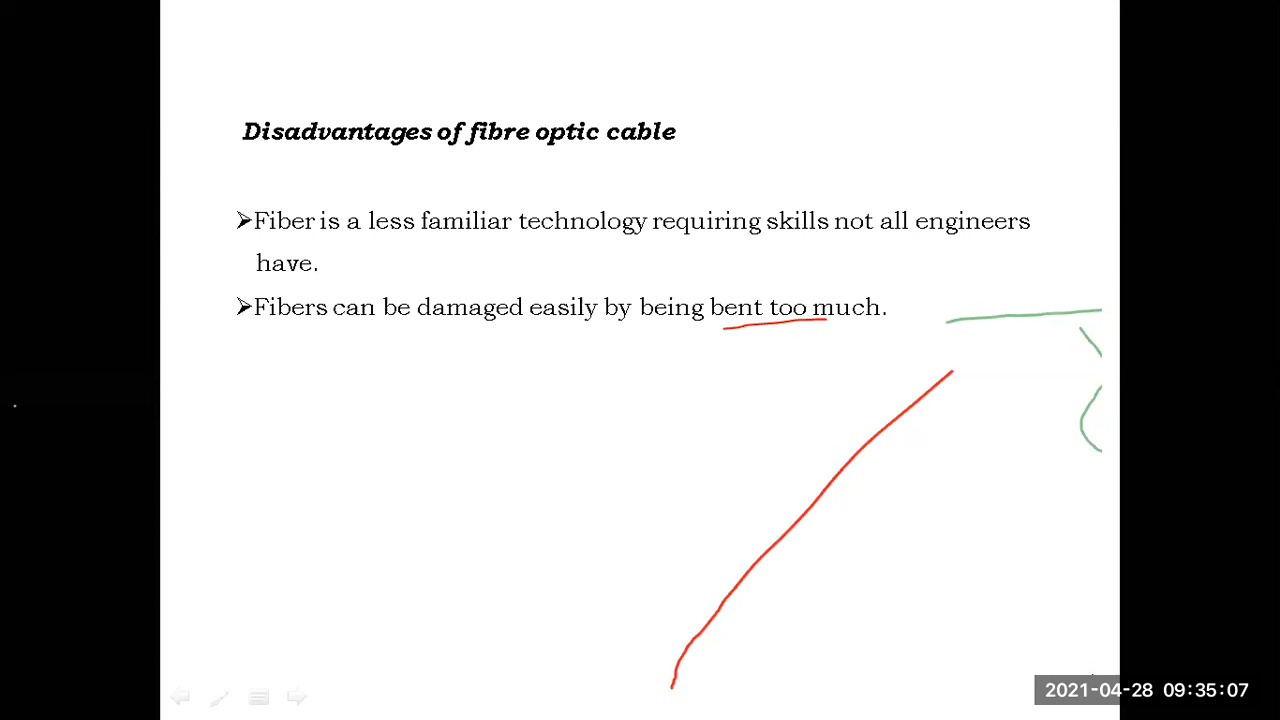 Disadvantages of fibre optic cable
➢Fiber is a less familiar technology requiring skills not all engineers
have.
➢Fibers can be damaged easily by being bent too much.
2021-04-28 09:35:07